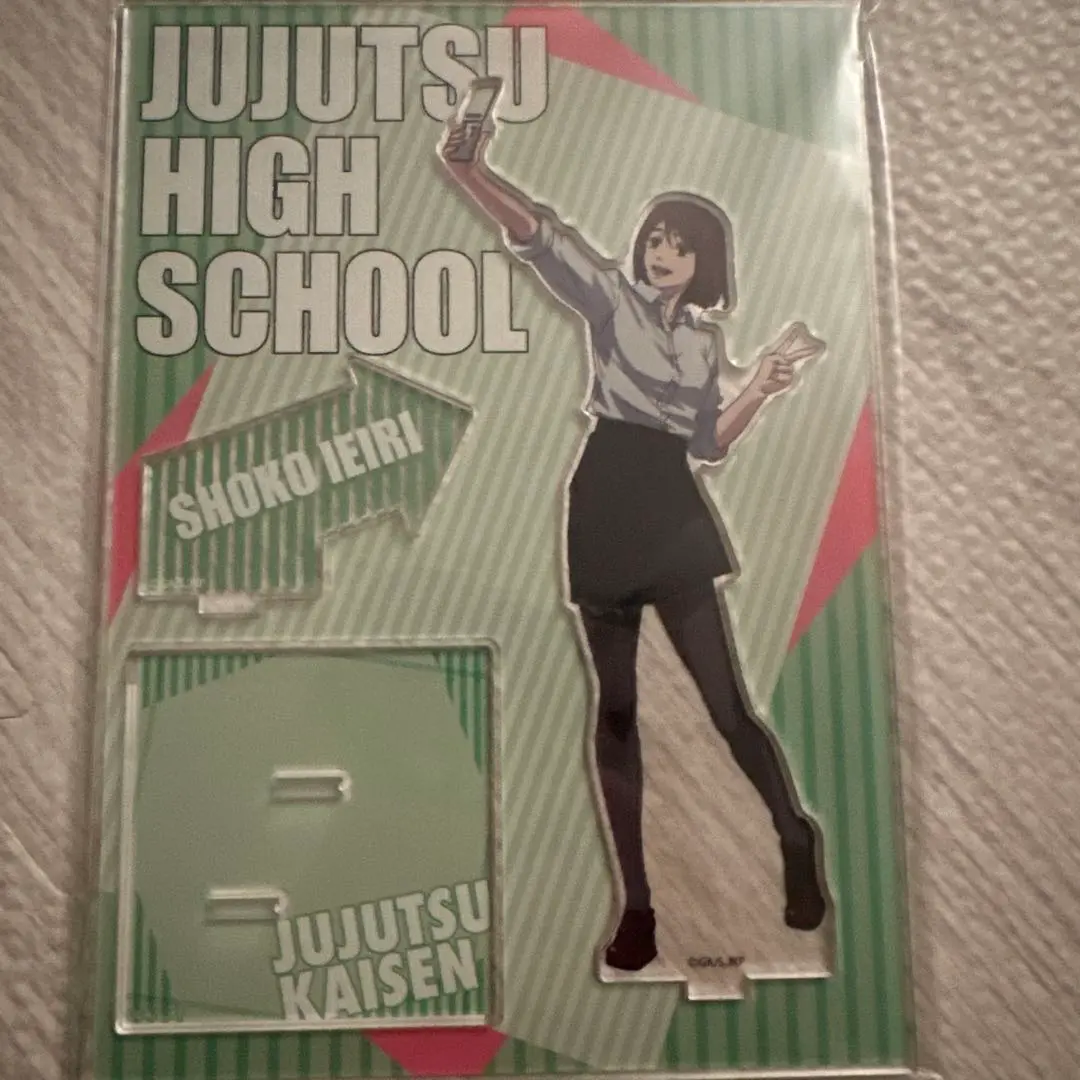 JUJUTSU
HIGH
SCHOOL
SHOKO IEIRI
JUJUTSU
KAISEN